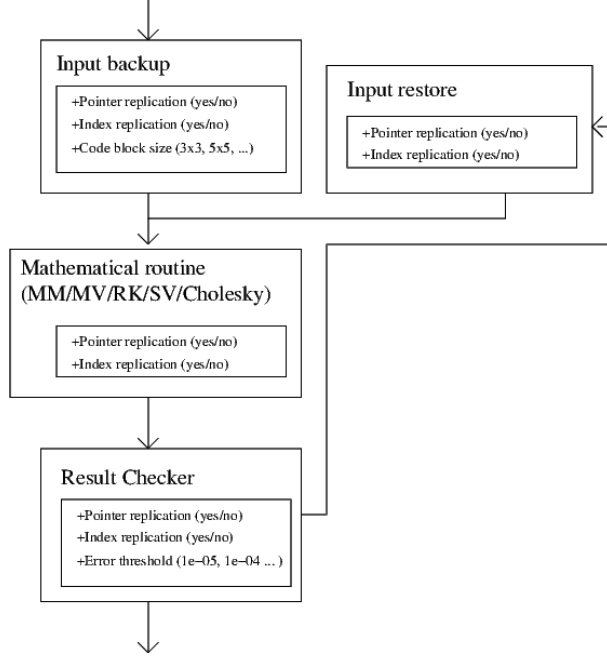 Input backup
+Pointer replication (yes/no)
+Index replication (yes/no)
+Code block size (3x3, 5x5, ...)
Input restore
+Pointer replication (yes/no)
+Index replication (yes/no)
Mathematical routine
(MM/MV/RK/SV/Cholesky)
+Pointer replication (yes/no)
+Index replication (yes/no)
Result Checker
+Pointer replication (yes/no)
+Index replication (yes/no)
+Error threshold (1e−05, 1e−04 ... )